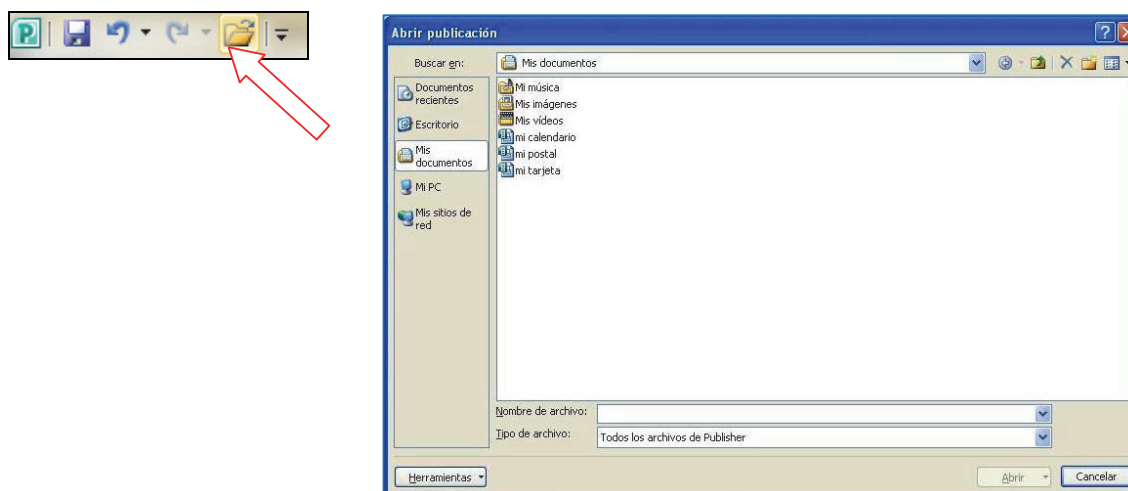 P
Abrir publicación
Buscar en:
Mis documentos
Documentos
recientes
Escritorio
Mis
documentos
Mi PC
Mis sitios de
red
Mi música
Mis imágenes
Mis vídeos
mi calendario
mi postal
mi tarjeta
Nombre de archivo:
Tipo de archivo:
Todos los archivos de Publisher
Herramientas
Abrir
Cancelar